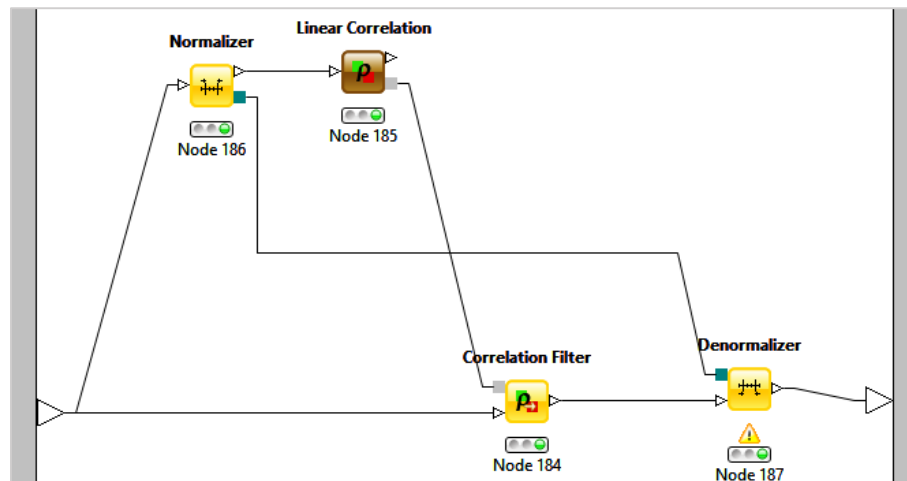 Linear Correlation
Normalizer
ρ
Node 185
Node 186
Denormalizer
Correlation Filter
ρ
Node 184
Node 187